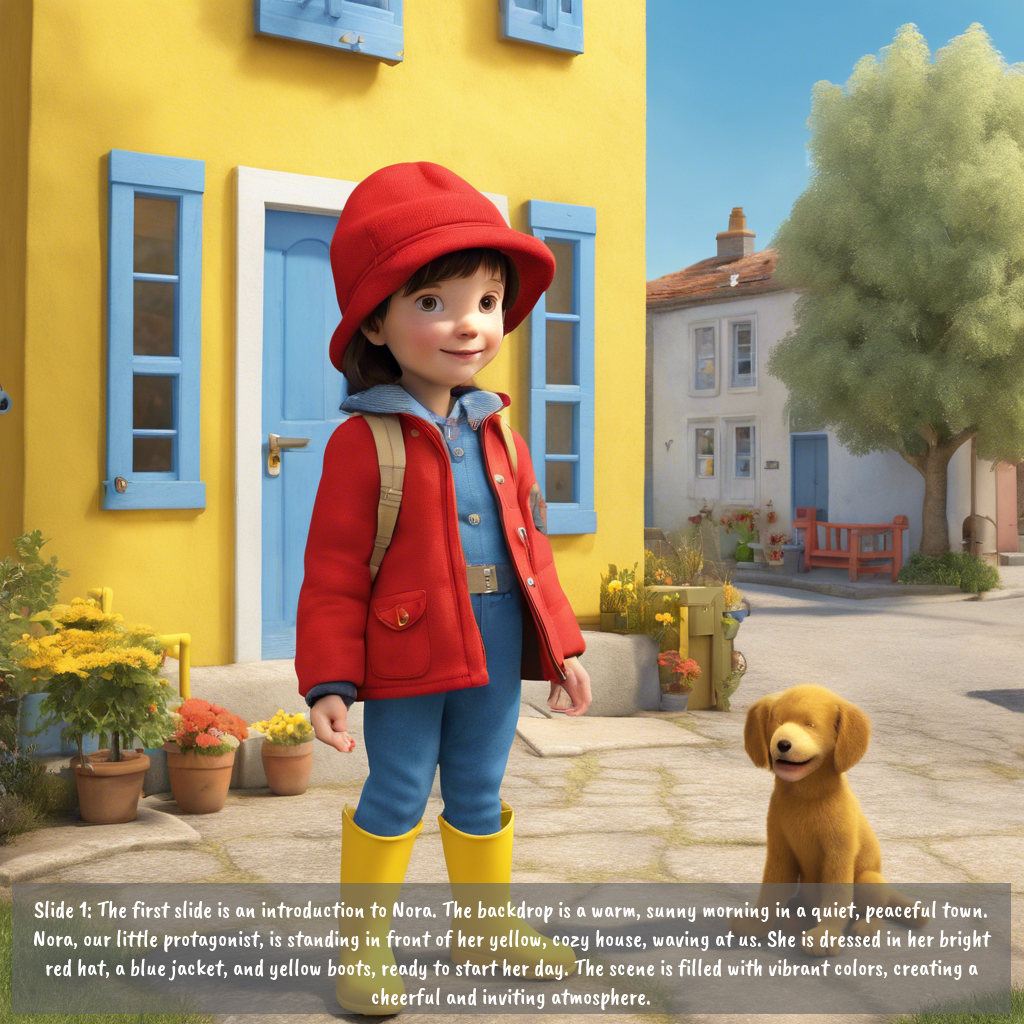 Slide 1: The first slide is an introduction to Nora. The backdrop is a warm, sunny morning in a quiet, peaceful town.
Nora, our little protagonist, is standing in front of her yellow, cozy house, waving at us. She is dressed in her bright
red hat, a blue jacket, and yellow boots, ready to start her day. The scene is filled with vibrant colors, creating a
cheerful and inviting atmosphere.